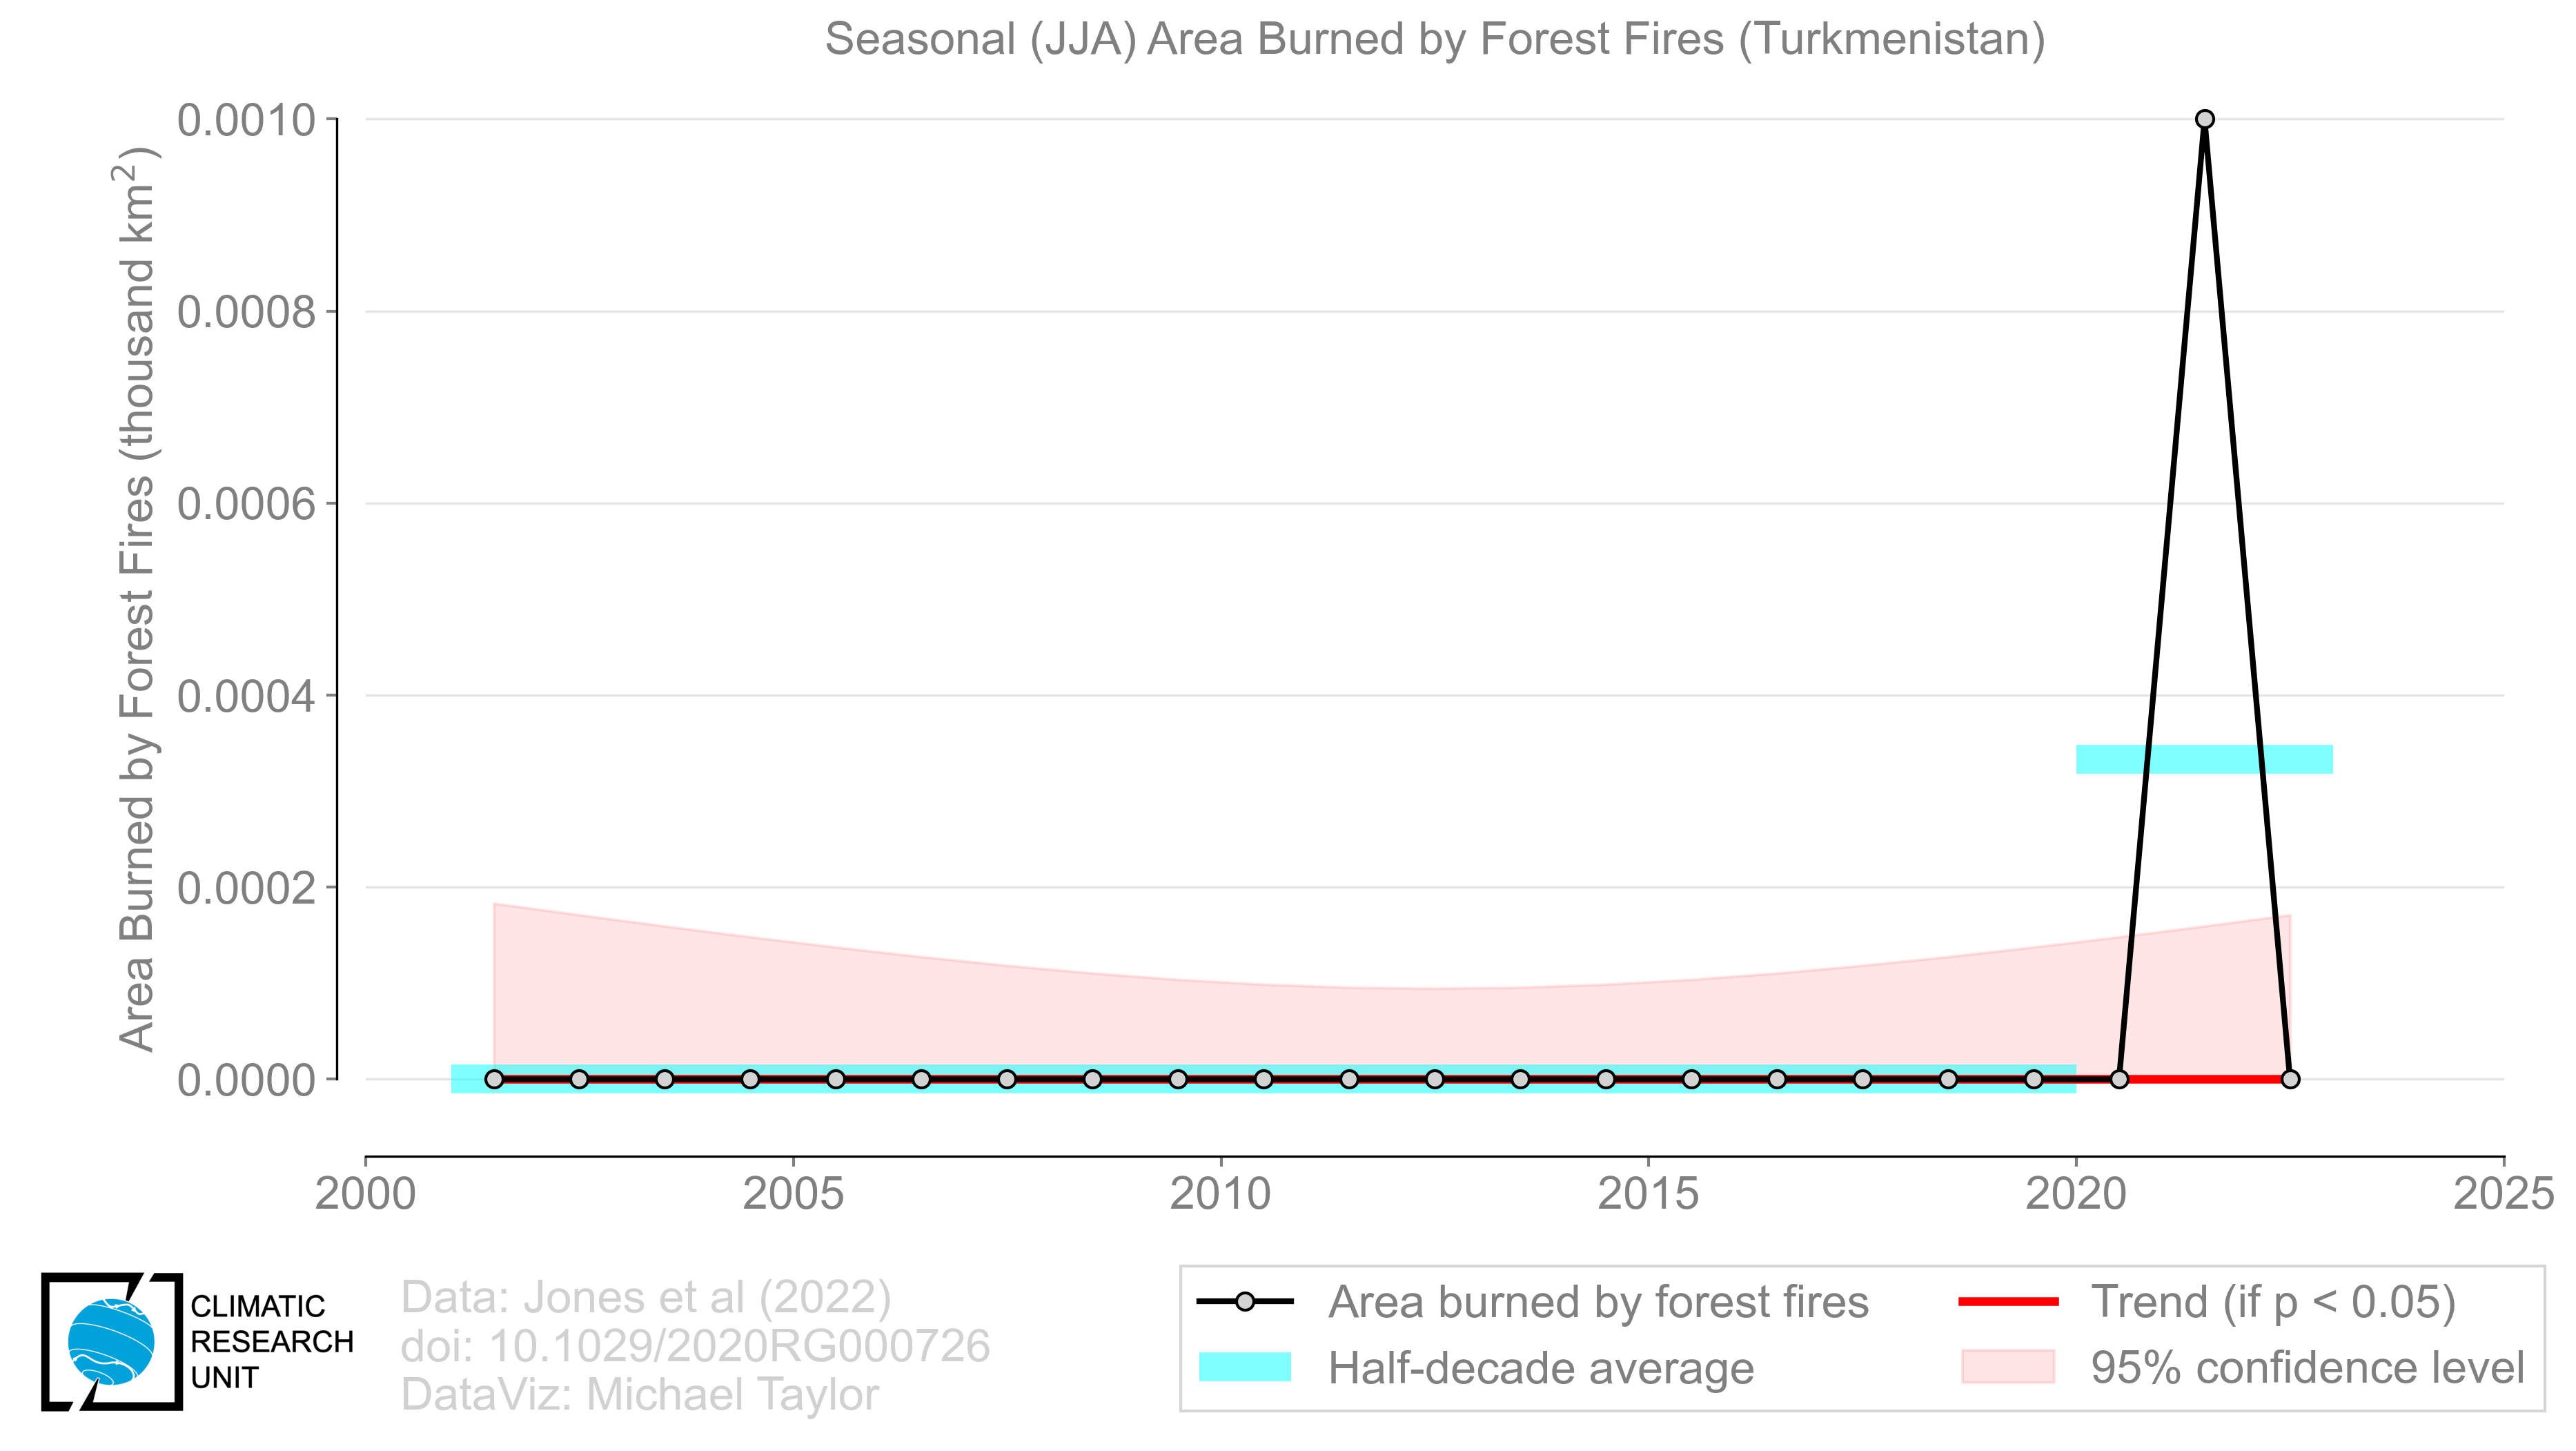 Seasonal (JJA) Area Burned by Forest Fires (Turkmenistan)
Area Burned by Forest Fires (thousand km²)
0.0010
0.0008
0.0006
0.0004
0.0002
0.0000
2000 2005 2010 2015 2020 2025
CLIMATIC
RESEARCH
UNIT
Data: Jones et al (2022)
doi: 10.1029/2020RG000726
DataViz: Michael Taylor
Area burned by forest fires
Half-decade average
Trend (if p < 0.05)
95% confidence level